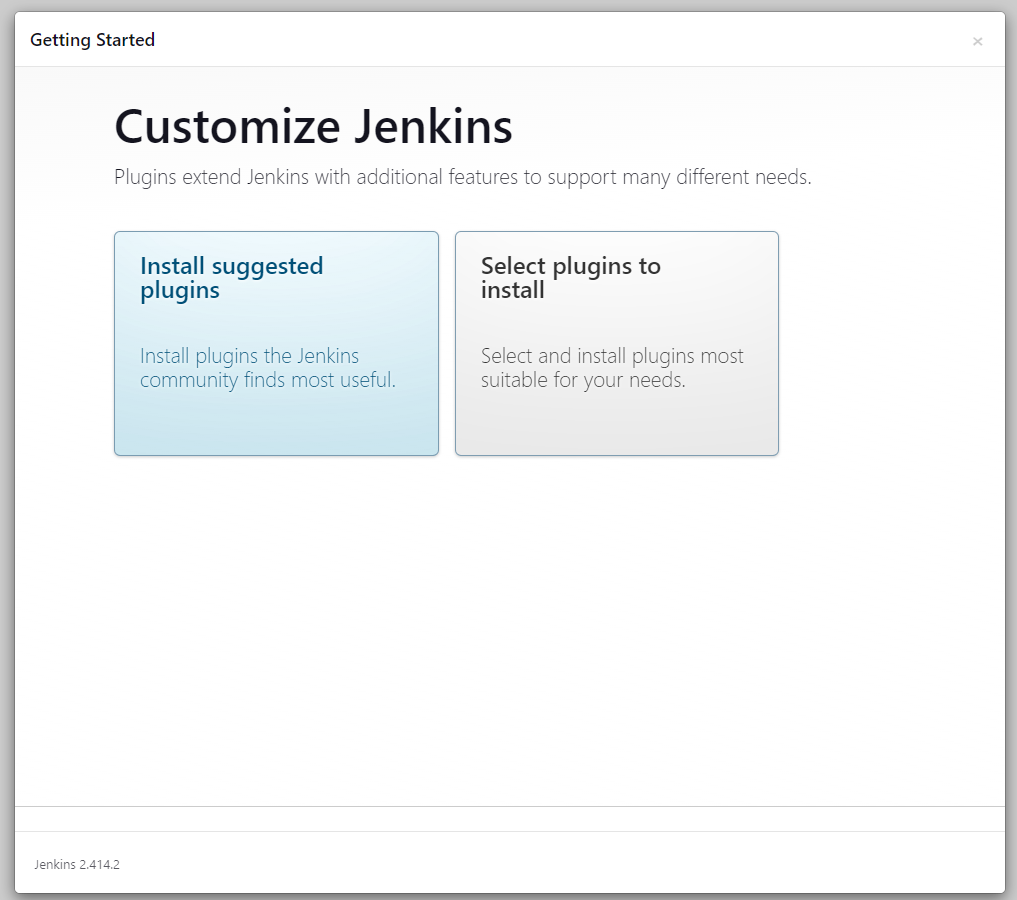 Getting Started
×
Customize Jenkins
Plugins extend Jenkins with additional features to support many different needs.
Install suggested
plugins
Install plugins the Jenkins
community finds most useful.
Select plugins to
install
Select and install plugins most
suitable for your needs.
Jenkins 2.414.2